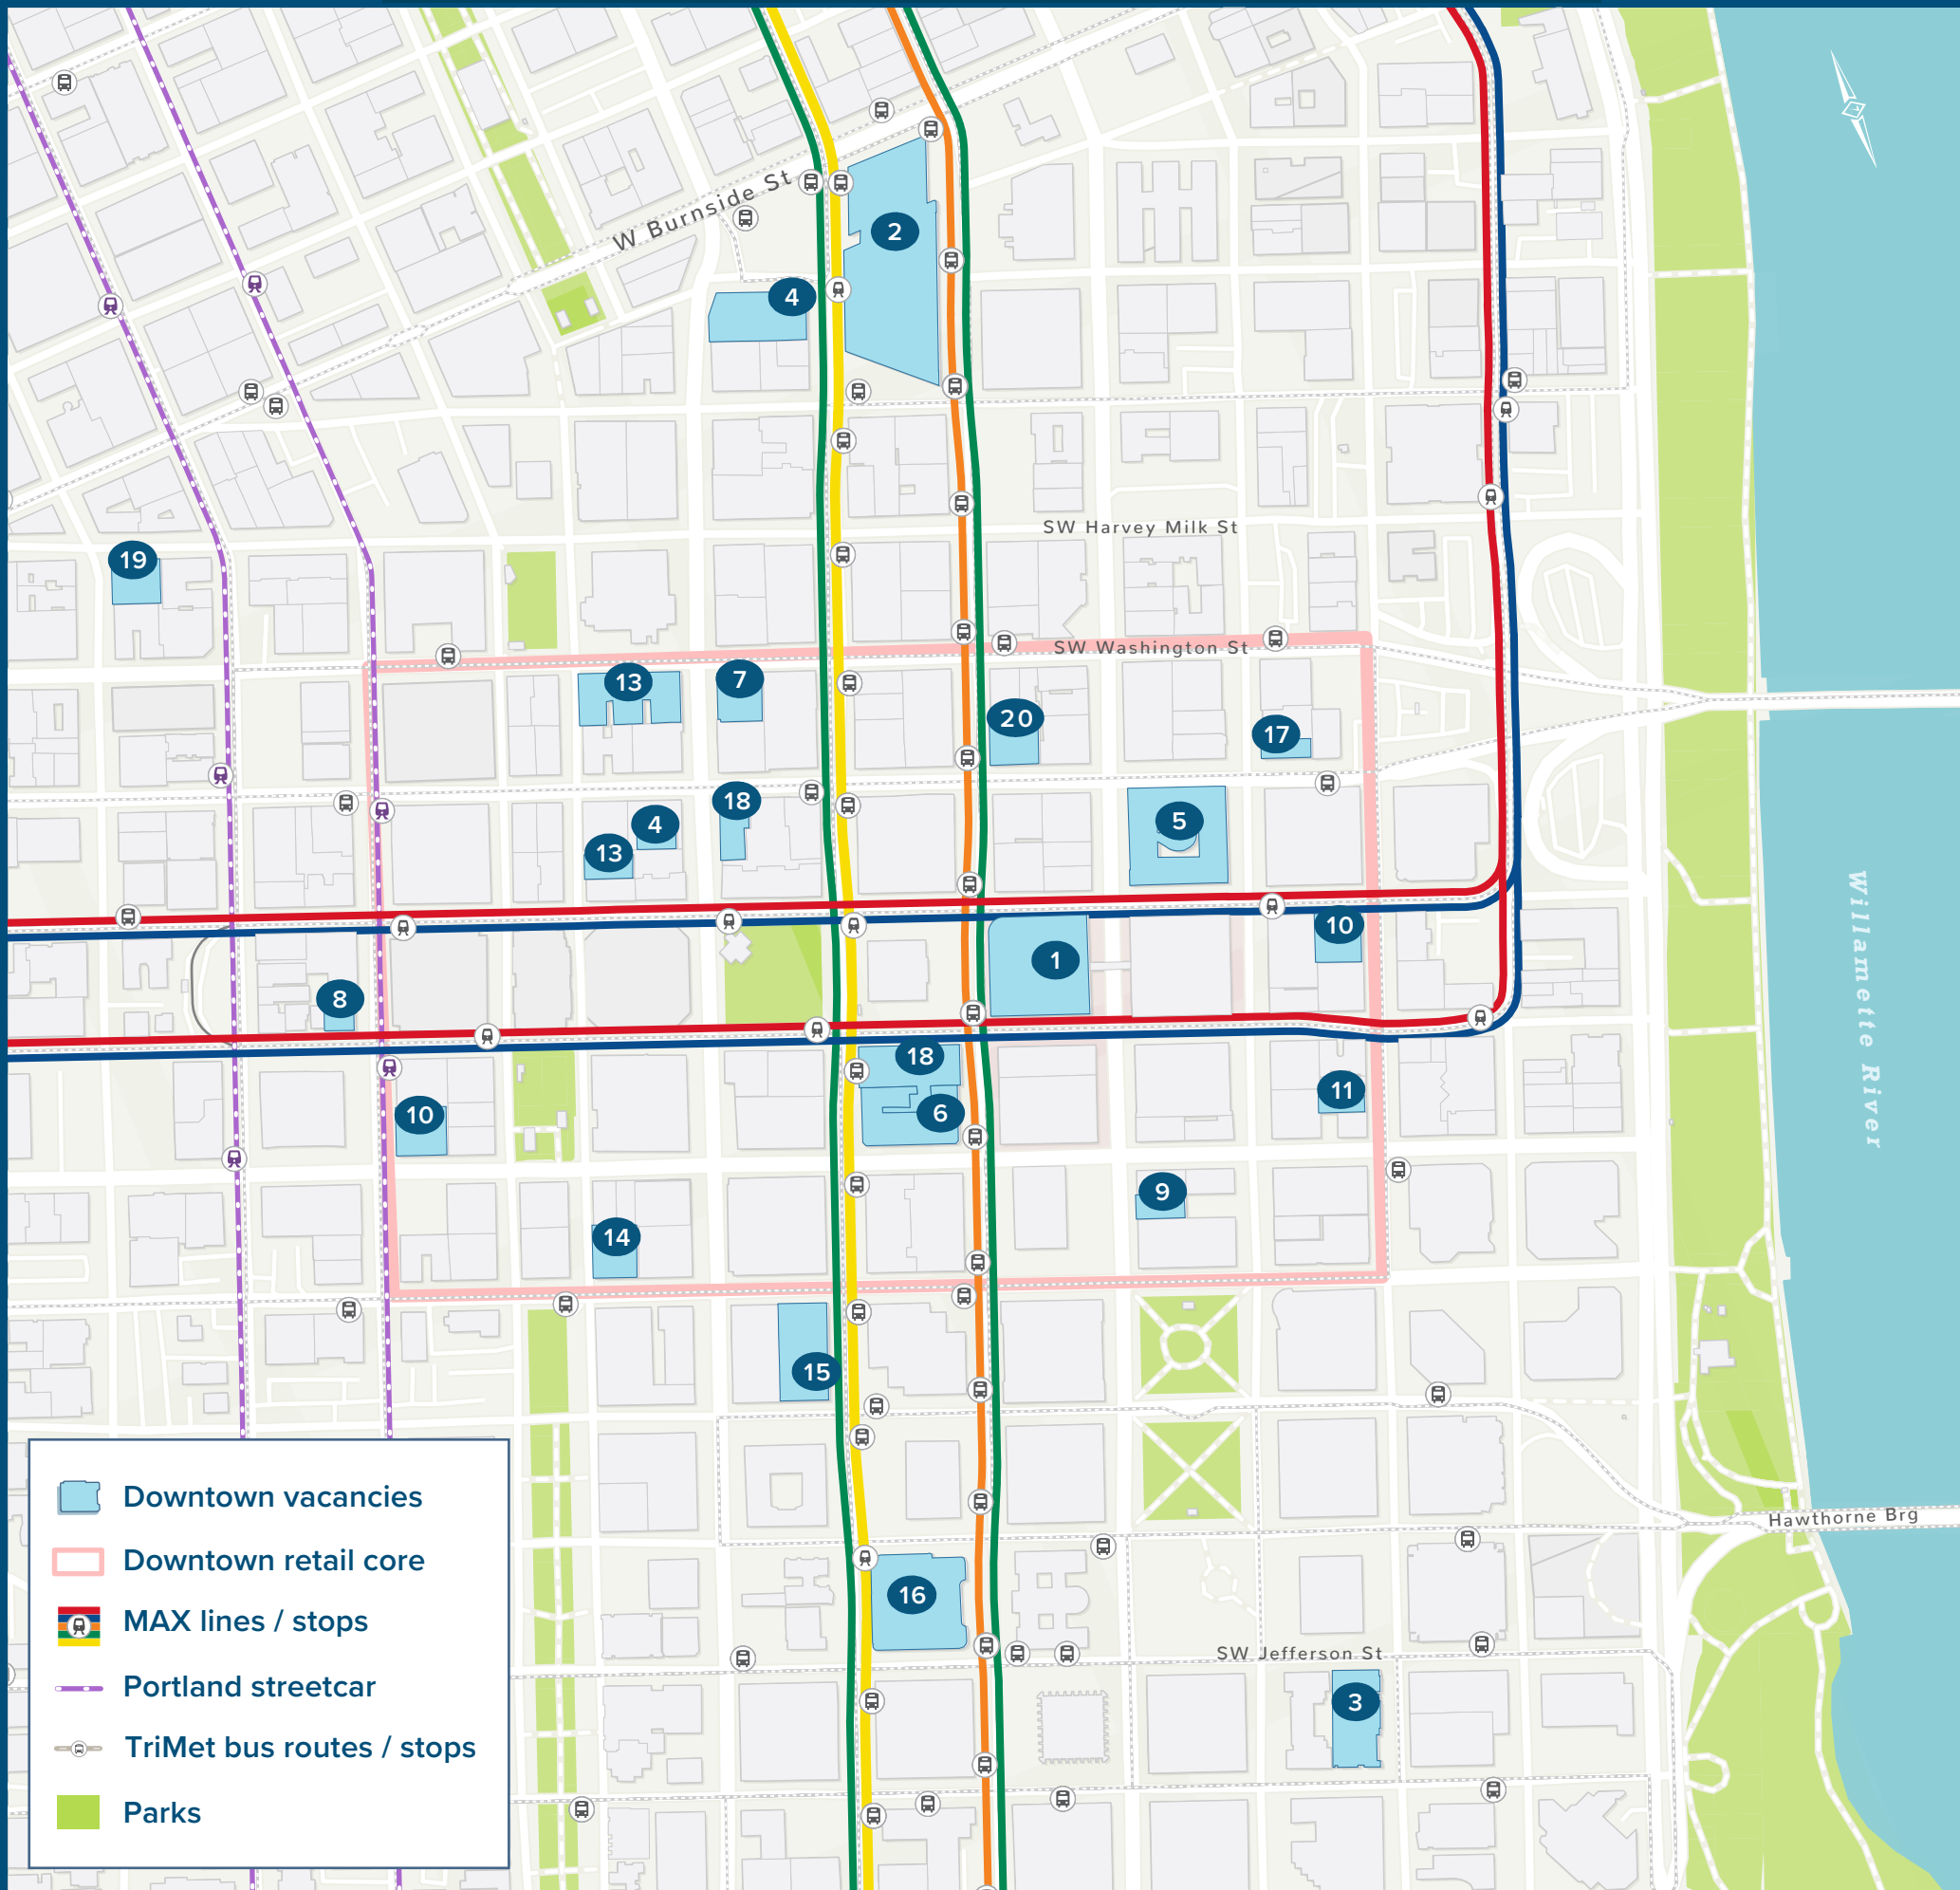 W Burnside St
2
4
SW Harvey Milk St
19
SW Washington St
13
7
20
17
18
4
5
13
10
1
8
18
11
10
6
9
14
15
16
3
Willamette River
Hawthorne Brg
SW Jefferson St
Downtown vacancies
Downtown retail core
MAX lines / stops
Portland streetcar
TriMet bus routes / stops
Parks